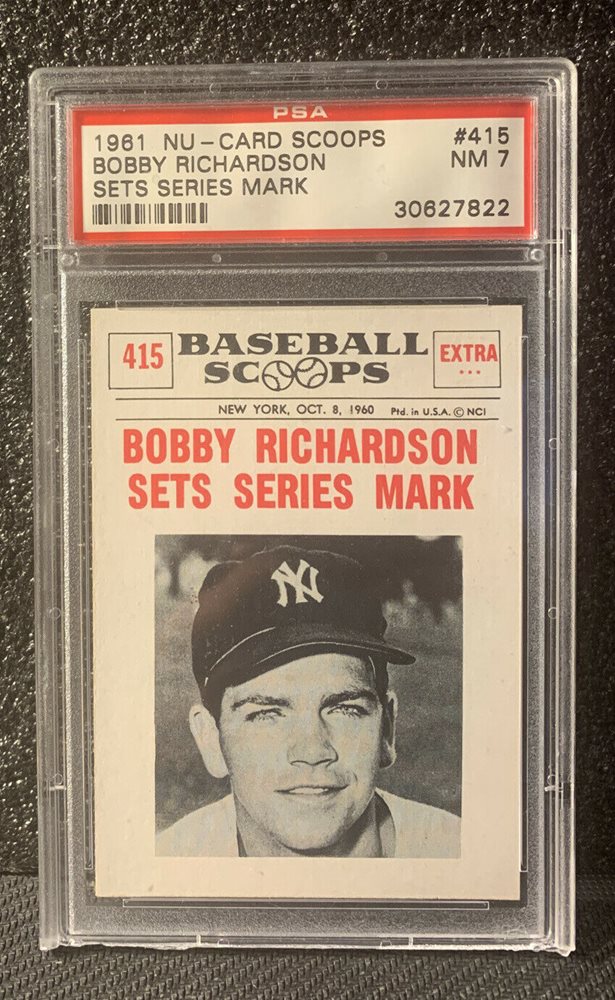 PSA
1961 NU-CARD SCOOPS #415
BOBBY RICHARDSON NM 7
SETS SERIES MARK
30627822
415 BASEBALL SCOOPS EXTRA
NEW YORK, OCT. 8, 1960 Ptd. in U.S.A. © NCI
BOBBY RICHARDSON
SETS SERIES MARK
NY